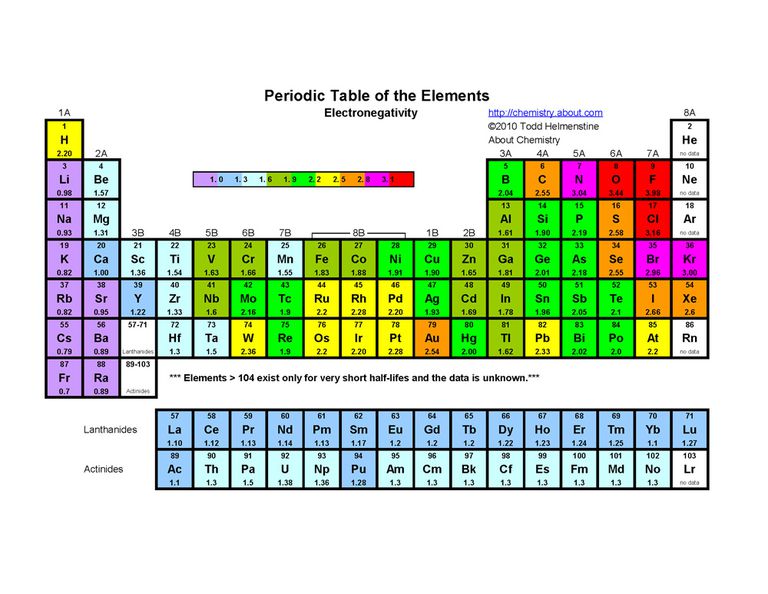 Periodic Table of the Elements
1A Electronegativity http://chemistry.about.com 8A
1 ©2010 Todd Helmenstine 2
H About Chemistry He
2.20 2A 3A 4A 5A 6A 7A no data
3 4 5 6 7 8 9 10
Li Be B C N O F Ne
0.98 1.57 1.0 1.3 1.6 1.9 2.2 2.5 2.8 3.1 2.04 2.55 3.04 3.44 3.98 no data
11 12 13 14 15 16 17 18
Na Mg Al Si P S Cl Ar
0.93 1.31 3B 4B 5B 6B 7B 8B 1B 2B 1.61 1.90 2.19 2.58 3.16 no data
19 20 21 22 23 24 25 26 27 28 29 30 31 32 33 34 35 36
K Ca Sc Ti V Cr Mn Fe Co Ni Cu Zn Ga Ge As Se Br Kr
0.82 1.00 1.36 1.54 1.63 1.66 1.55 1.83 1.88 1.91 1.90 1.65 1.81 2.01 2.18 2.55 2.96 3.00
37 38 39 40 41 42 43 44 45 46 47 48 49 50 51 52 53 54
Rb Sr Y Zr Nb Mo Tc Ru Rh Pd Ag Cd In Sn Sb Te I Xe
0.82 0.95 1.22 1.33 1.6 2.16 1.9 2.2 2.28 2.20 1.93 1.69 1.78 1.96 2.05 2.1 2.66 2.6
55 56 57-71 72 73 74 75 76 77 78 79 80 81 82 83 84 85 86
Cs Ba Hf Ta W Re Os Ir Pt Au Hg Tl Pb Bi Po At Rn
0.79 0.89 Lanthanides 1.3 1.5 2.36 1.9 2.2 2.20 2.28 2.54 2.00 1.62 2.33 2.02 2.0 2.2 no data
87 88 89-103
Fr Ra *** Elements > 104 exist only for very short half-lifes and the data is unknown.***
0.7 0.89 Actinides
57 58 59 60 61 62 63 64 65 66 67 68 69 70 71
Lanthanides La Ce Pr Nd Pm Sm Eu Gd Tb Dy Ho Er Tm Yb Lu
1.10 1.12 1.13 1.14 1.13 1.17 1.2 1.2 1.2 1.22 1.23 1.24 1.25 1.1 1.27
89 90 91 92 93 94 95 96 97 98 99 100 101 102 103
Actinides Ac Th Pa U Np Pu Am Cm Bk Cf Es Fm Md No Lr
1.1 1.3 1.5 1.38 1.36 1.28 1.3 1.3 1.3 1.3 1.3 1.3 1.3 1.3 no data